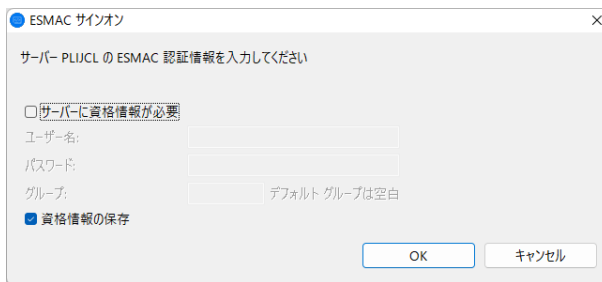 ESMAC サインオン
サーバー PLIJCL の ESMAC 認証情報を入力してください
サーバーに資格情報が必要
ユーザー名:
パスワード:
グループ: デフォルト グループは空白
資格情報の保存
OK キャンセル